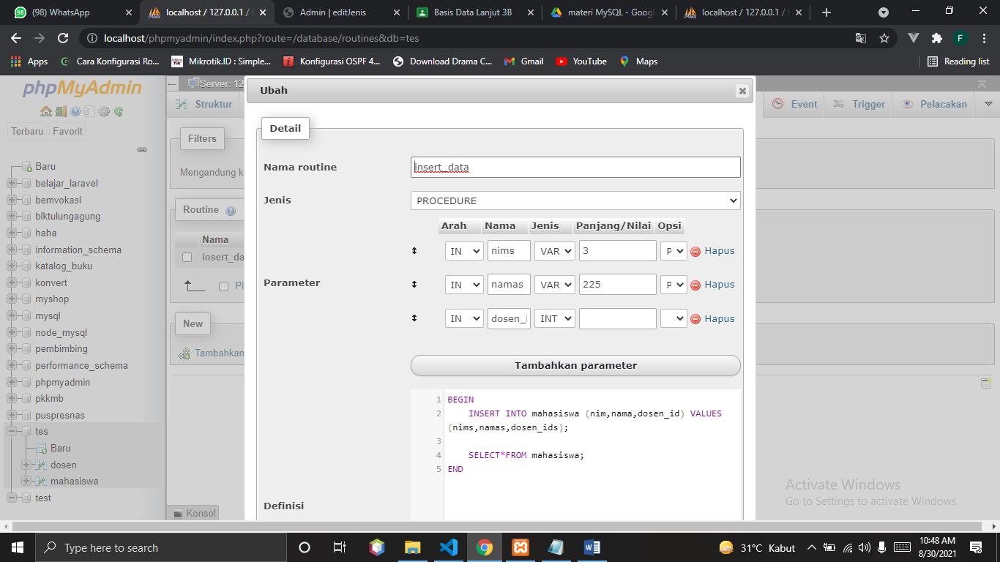 (98) WhatsApp
localhost / 127.0.0.1 /
Admin | editJenis
Basis Data Lanjut 3B
materi MySQL - Goog
localhost / 127.0.0.1 /
localhost/phpmyadmin/index.php?route=/database/routines&db=tes
F
Apps
Cara Konfigurasi Ro...
Mikrotik.ID : Simple...
Konfigurasi OSPF 4...
Download Drama C...
Gmail
YouTube
Maps
Reading list
phpMyAdmin
Terbaru
Favorit
Baru
belajar_laravel
bemvokasi
blktulungagung
haha
information_schema
katalog_buku
konvert
myshop
mysql
node_mysql
pembimbing
performance_schema
phpmyadmin
pkkmb
puspresnas
tes
Baru
dosen
mahasiswa
test
Server: 12
Struktur
Event
Trigger
Pelacakan
Filters
Mengandung k
Routine
Nama
insert_da
Pi
New
Tambahkan
Konsol
Ubah
Detail
Nama routine
insert_data
Jenis
PROCEDURE
Parameter
Arah Nama Jenis Panjang/Nilai Opsi
IN nims VAR 3 P Hapus
IN namas VAR 225 P Hapus
IN dosen_i INT Hapus
Tambahkan parameter
Definisi
1 BEGIN
2 INSERT INTO mahasiswa (nim,nama,dosen_id) VALUES
(nims,namas,dosen_ids);
3
4 SELECT*FROM mahasiswa;
5 END
Activate Windows
Go to Settings to activate Windows.
Type here to search
31°C Kabut
10:48 AM
8/30/2021